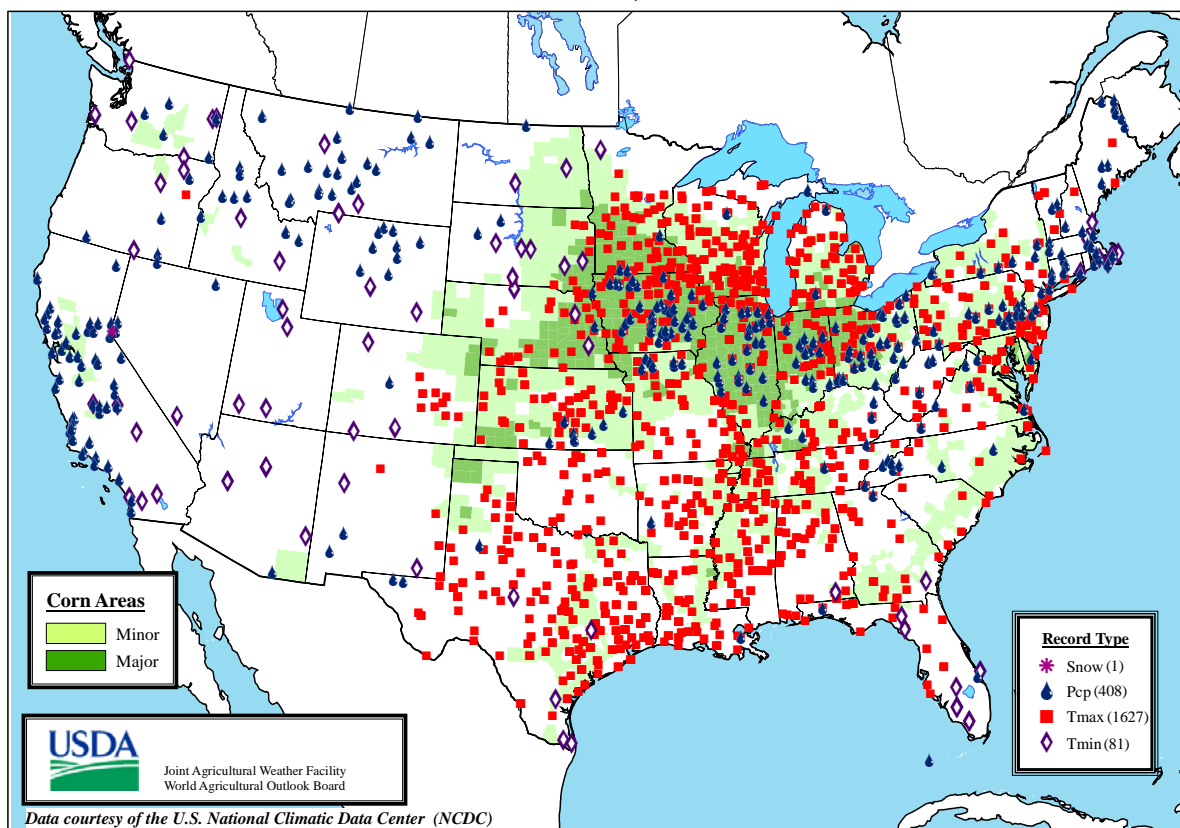 Corn Areas
Minor
Major
Record Type
Snow (1)
Pcp (408)
Tmax (1627)
Tmin (81)
USDA
Joint Agricultural Weather Facility
World Agricultural Outlook Board
Data courtesy of the U.S. National Climatic Data Center (NCDC)